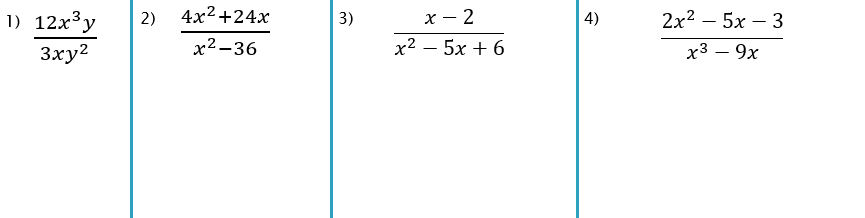 1) 12x³y / 3xy²
2) 4x²+24x / x²−36
3) x − 2 / x² − 5x + 6
4) 2x² − 5x − 3 / x³ − 9x